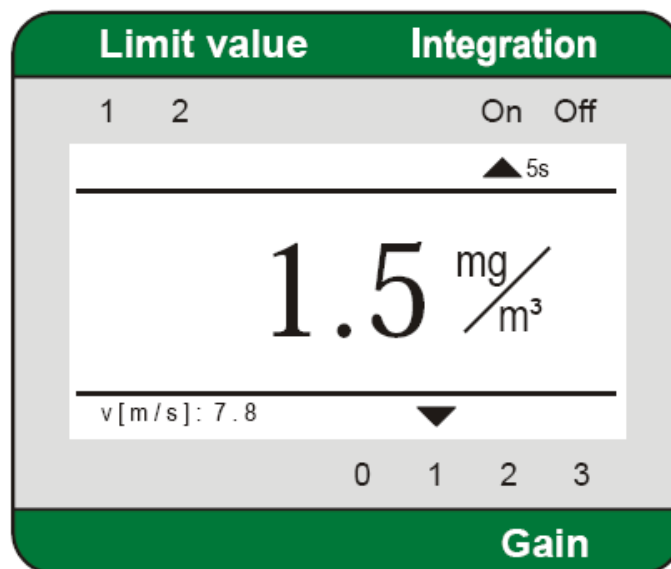 Limit value Integration
1 2 On Off
5s
1.5 mg/m³
v[m/s]: 7.8
0 1 2 3
Gain